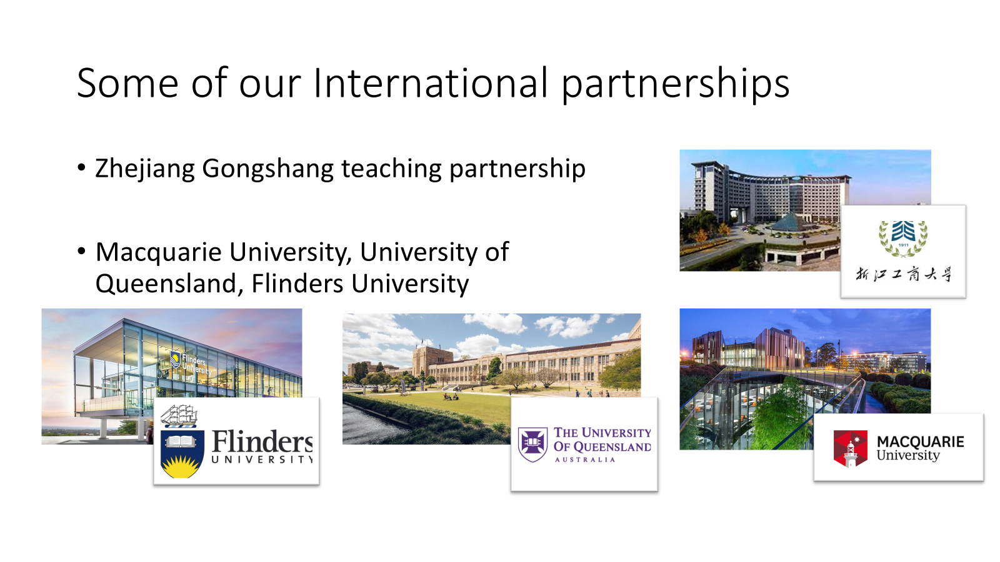 Some of our International partnerships
• Zhejiang Gongshang teaching partnership
1911
浙江工商大学
• Macquarie University, University of
Queensland, Flinders University
Flinders
University
Flinders
UNIVERSITY
THE UNIVERSITY
OF QUEENSLAND
AUSTRALIA
MACQUARIE
University